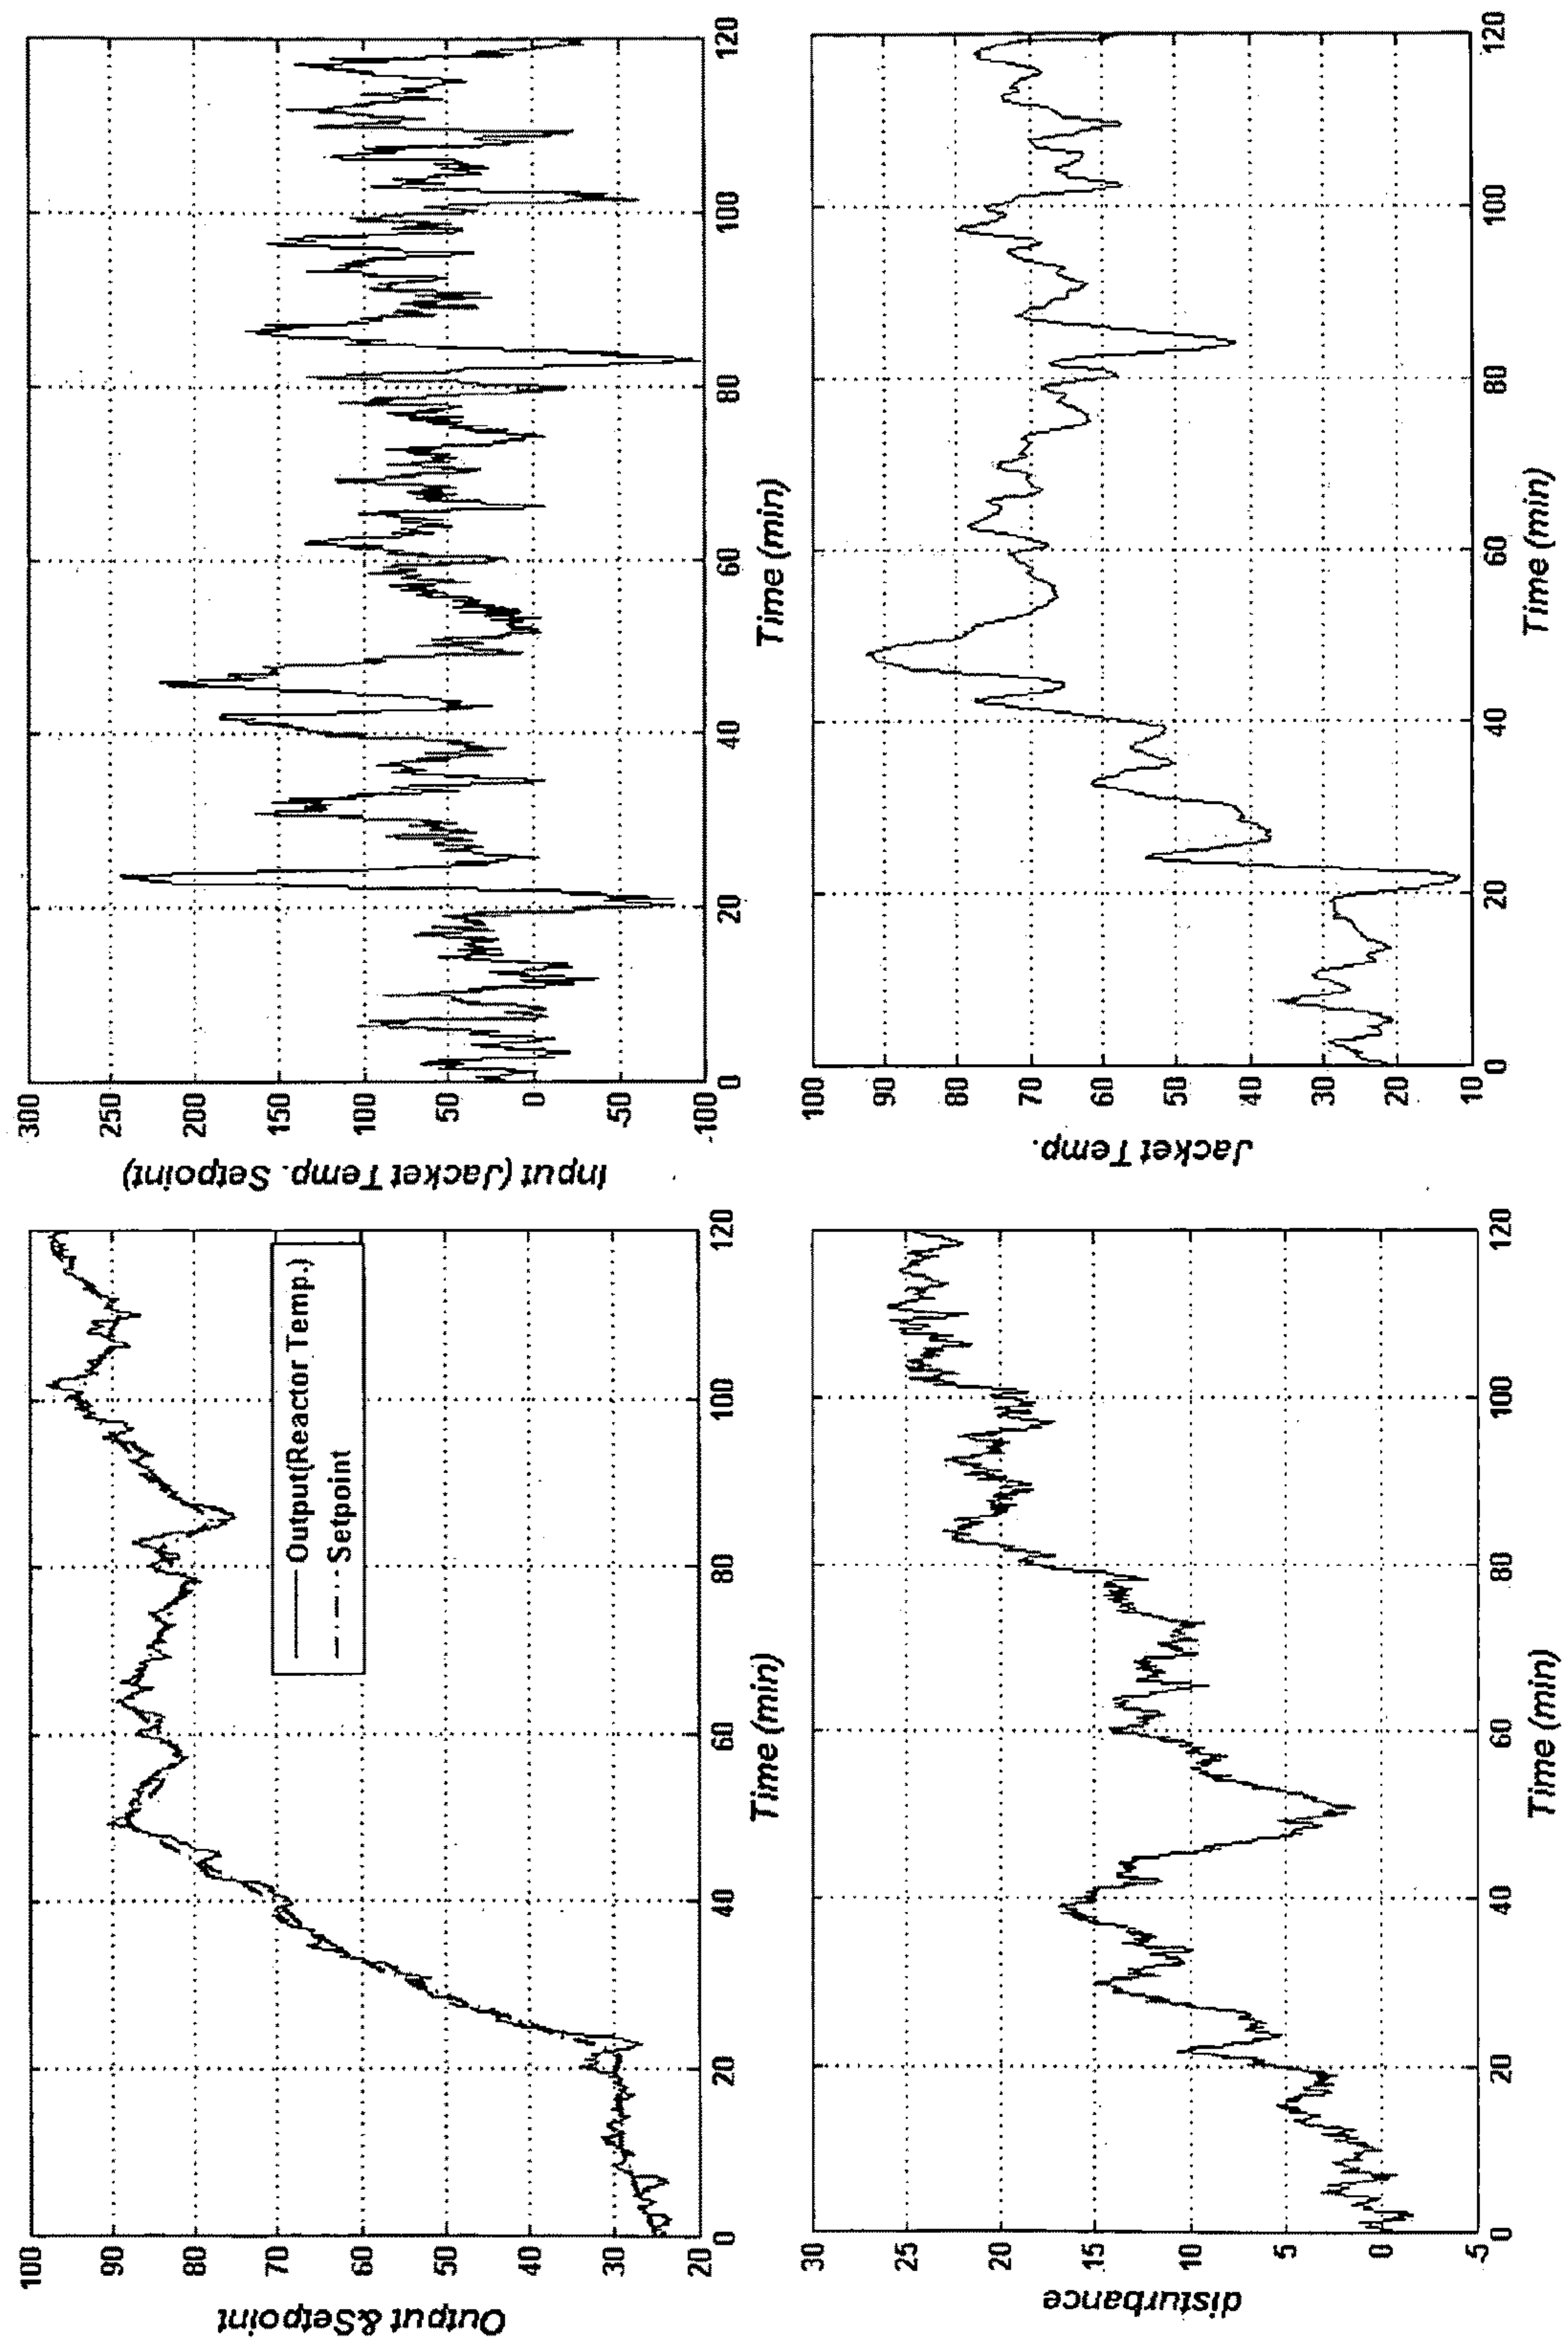 Output & Setpoint
100
90
80
70
60
50
40
30
20
0 20 40 60 80 100 120
Time (min)
Output(Reactor Temp.)
Setpoint
Input (Jacket Temp. Setpoint)
300
250
200
150
100
50
0
-50
-100
0 20 40 60 80 100 120
Time (min)
disturbance
30
25
20
15
10
5
0
-5
0 20 40 60 80 100 120
Time (min)
Jacket Temp.
100
90
80
70
60
50
40
30
20
10
0 20 40 60 80 100 120
Time (min)